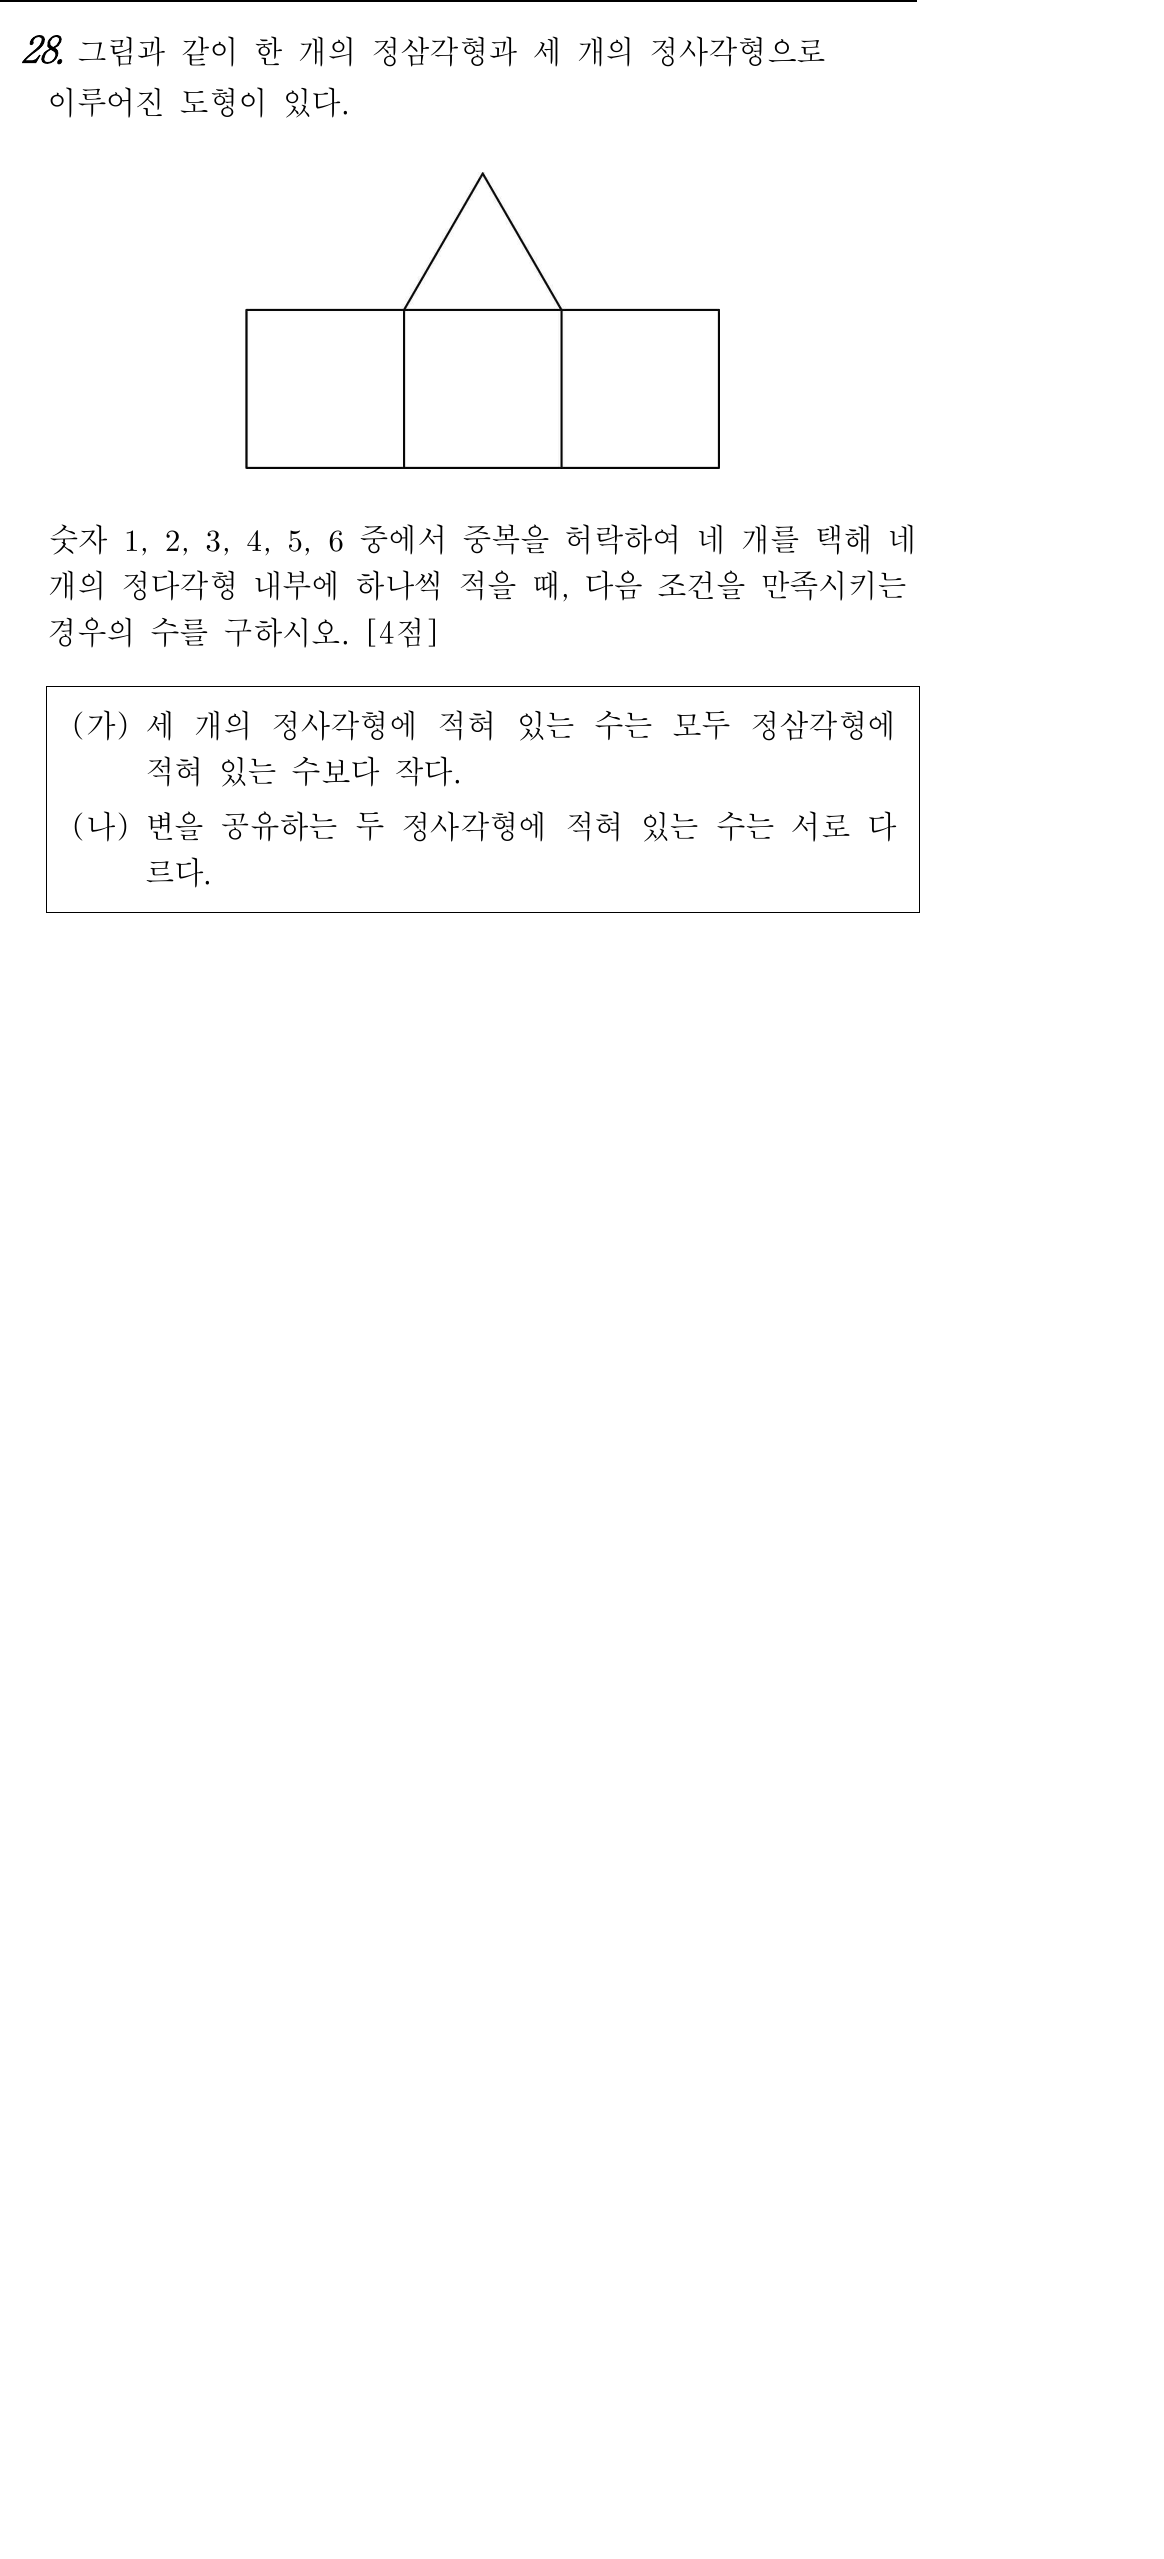 28. 그림과 같이 한 개의 정삼각형과 세 개의 정사각형으로
이루어진 도형이 있다.
숫자 1, 2, 3, 4, 5, 6 중에서 중복을 허락하여 네 개를 택해 네
개의 정다각형 내부에 하나씩 적을 때, 다음 조건을 만족시키는
경우의 수를 구하시오. [4점]
(가) 세 개의 정사각형에 적혀 있는 수는 모두 정삼각형에
적혀 있는 수보다 작다.
(나) 변을 공유하는 두 정사각형에 적혀 있는 수는 서로 다
르다.